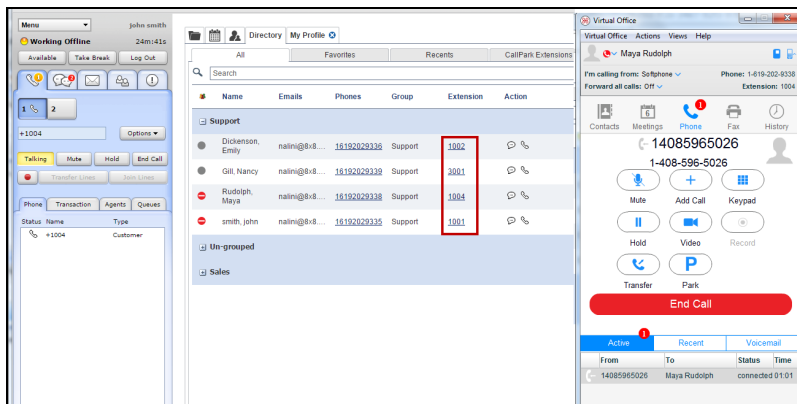 Menu john smith
Working Offline 24m:41s
Available Take Break Log Out
1 2
+1004 Options
Talking Mute Hold End Call
Transfer Lines Join Lines
Phone Transaction Agents Queues
Status Name Type
+1004 Customer
Directory My Profile
All Favorites Recents CallPark Extensions
Search
Name Emails Phones Group Extension Action
Support
Dickenson, Emily nalini@8x8.... 16192029336 Support 1002
Gill, Nancy nalini@8x8.... 16192029339 Support 3001
Rudolph, Maya nalini@8x8.... 16192029338 Support 1004
smith, john nalini@8x8.... 16192029335 Support 1001
Un-grouped
Sales
Virtual Office
Virtual Office Actions Views Help
Maya Rudolph
I'm calling from: Softphone Phone: 1-619-202-9338
Forward all calls: Off Extension: 1004
6 1
Contacts Meetings Phone Fax History
14085965026
1-408-596-5026
Mute Add Call Keypad
Hold Video Record
P
Transfer Park
End Call
1
Active Recent Voicemail
From To Status Time
14085965026 Maya Rudolph connected 01:01